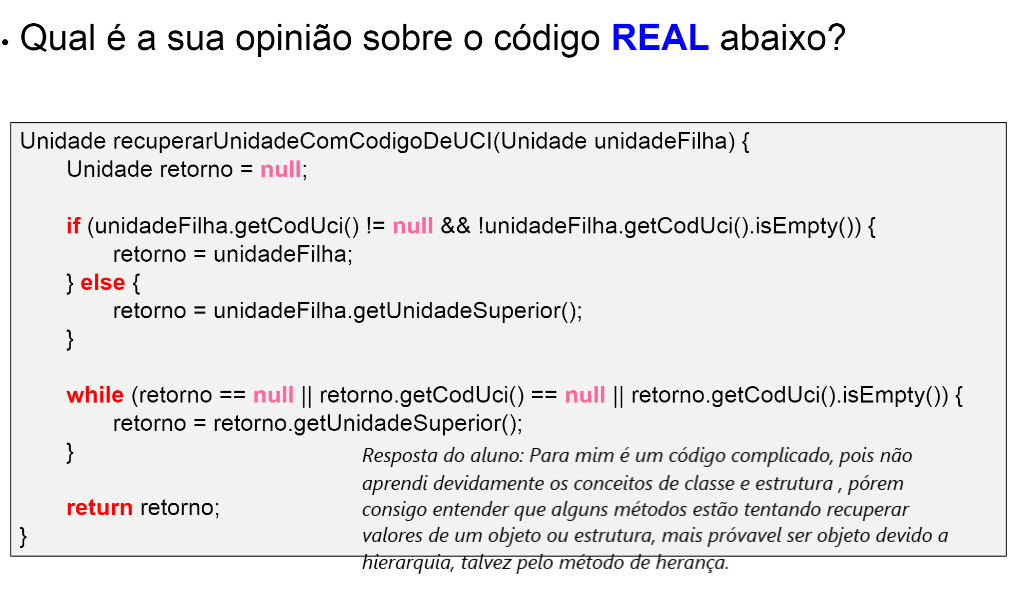 • Qual é a sua opinião sobre o código REAL abaixo?
Unidade recuperarUnidadeComCodigoDeUCI(Unidade unidadeFilha) {
Unidade retorno = null;
if (unidadeFilha.getCodUci() != null && !unidadeFilha.getCodUci().isEmpty()) {
retorno = unidadeFilha;
} else {
retorno = unidadeFilha.getUnidadeSuperior();
}
while (retorno == null || retorno.getCodUci() == null || retorno.getCodUci().isEmpty()) {
retorno = retorno.getUnidadeSuperior();
}
return retorno;
}
Resposta do aluno: Para mim é um código complicado, pois não
aprendi devidamente os conceitos de classe e estrutura , pórem
consigo entender que alguns métodos estão tentando recuperar
valores de um objeto ou estrutura, mais próvavel ser objeto devido a
hierarquia, talvez pelo método de herança.